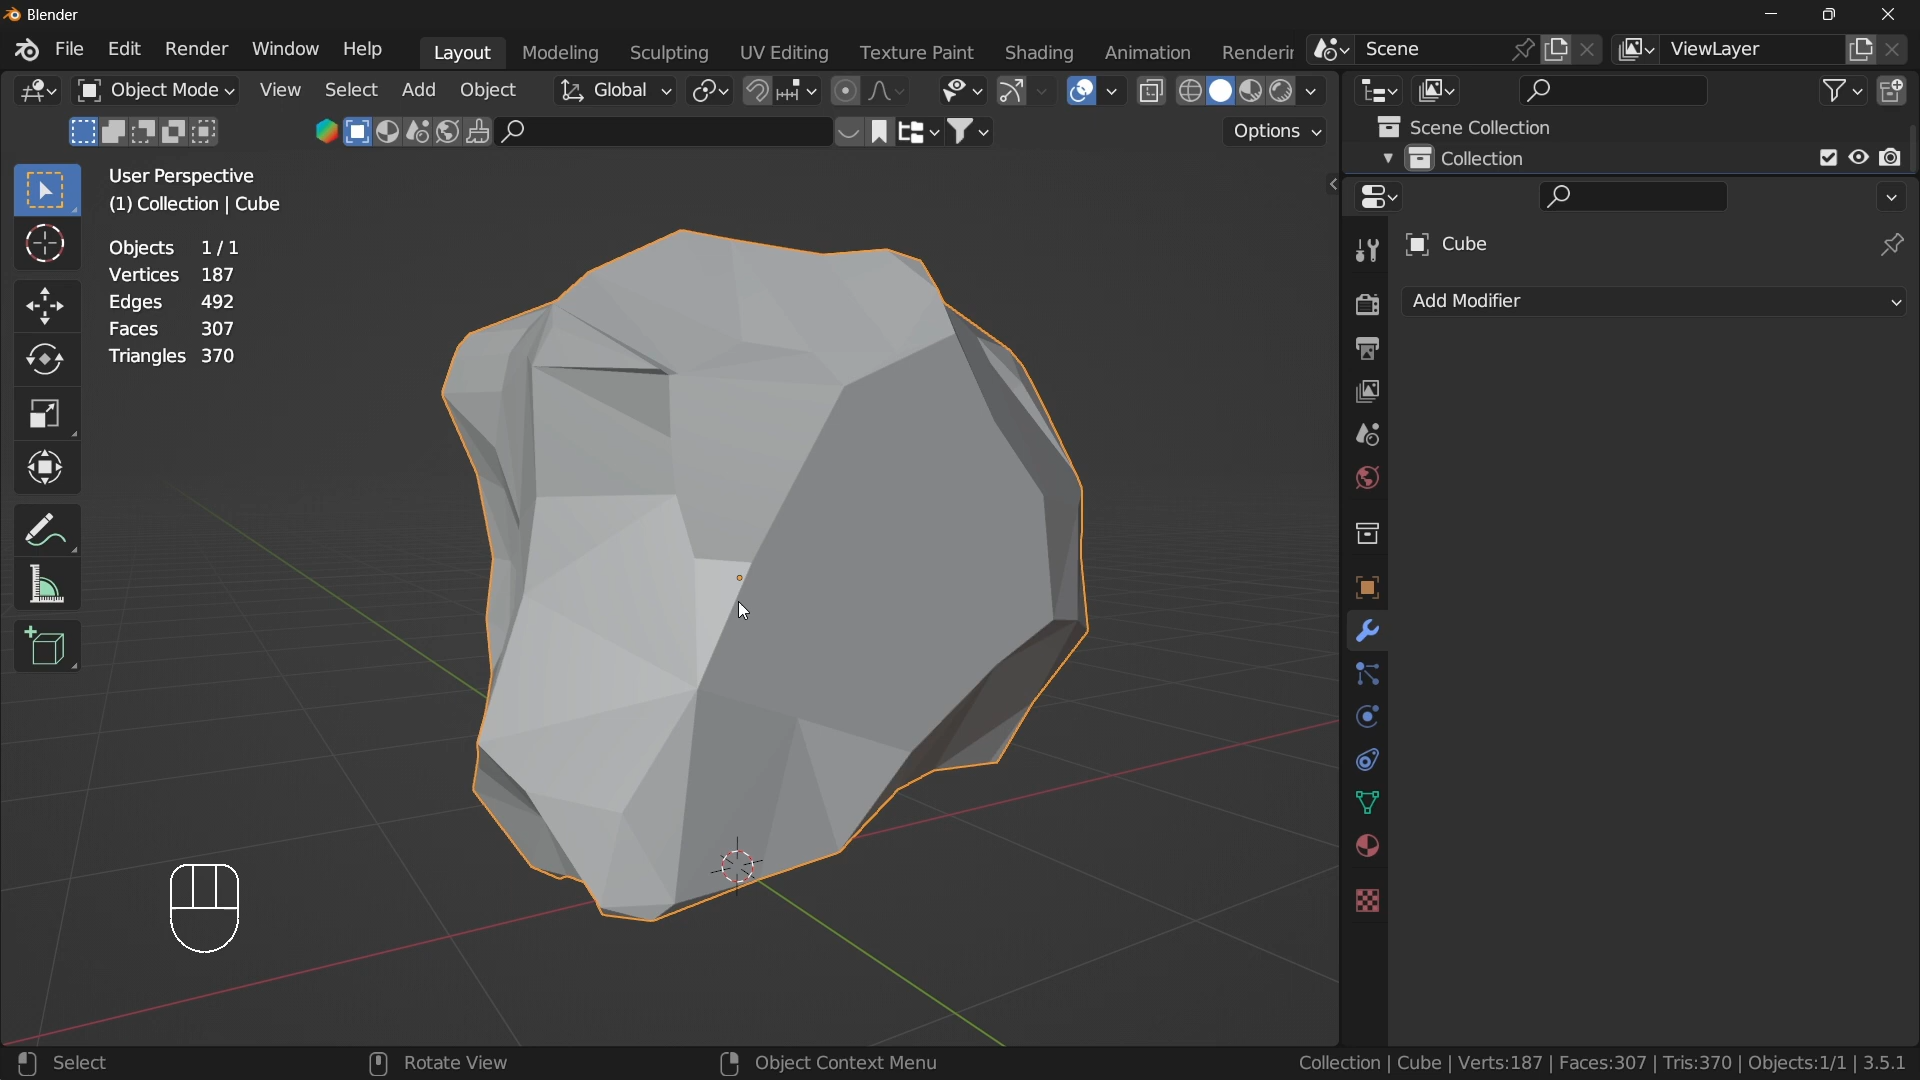 Blender
File Edit Render Window Help Layout Modeling Sculpting UV Editing Texture Paint Shading Animation Renderin Scene ViewLayer
Object Mode View Select Add Object Global
Options
Scene Collection
Collection
User Perspective
(1) Collection | Cube
Objects 1/1
Vertices 187
Edges 492
Faces 307
Triangles 370
Cube
Add Modifier
Select Rotate View Object Context Menu Collection | Cube | Verts:187 | Faces:307 | Tris:370 | Objects:1/1 | 3.5.1